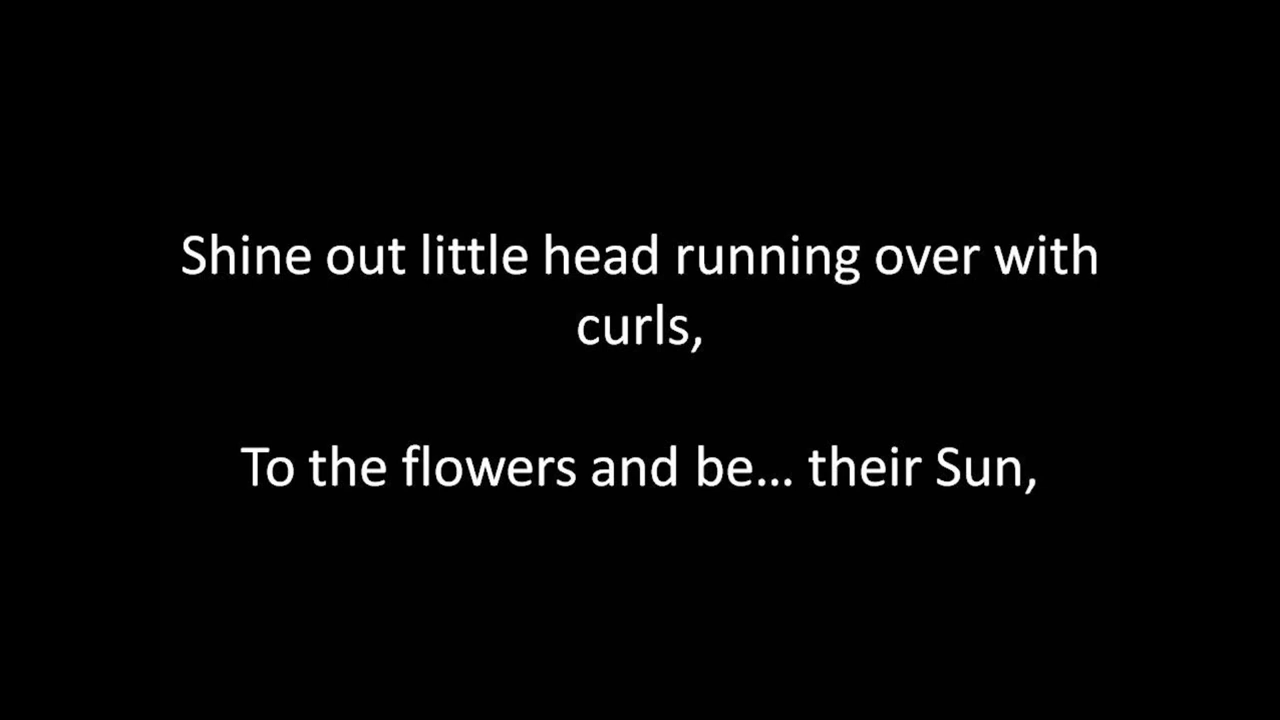 Shine out little head running over with
curls,
To the flowers and be... their Sun,